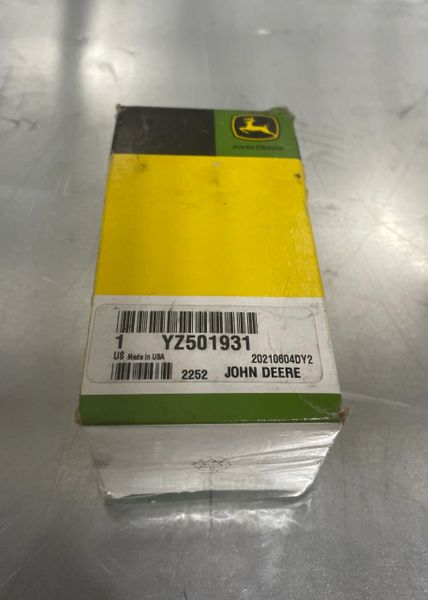 JOHN DEERE
1 YZ501931
US Made in USA 20210604DY2
2252 JOHN DEERE